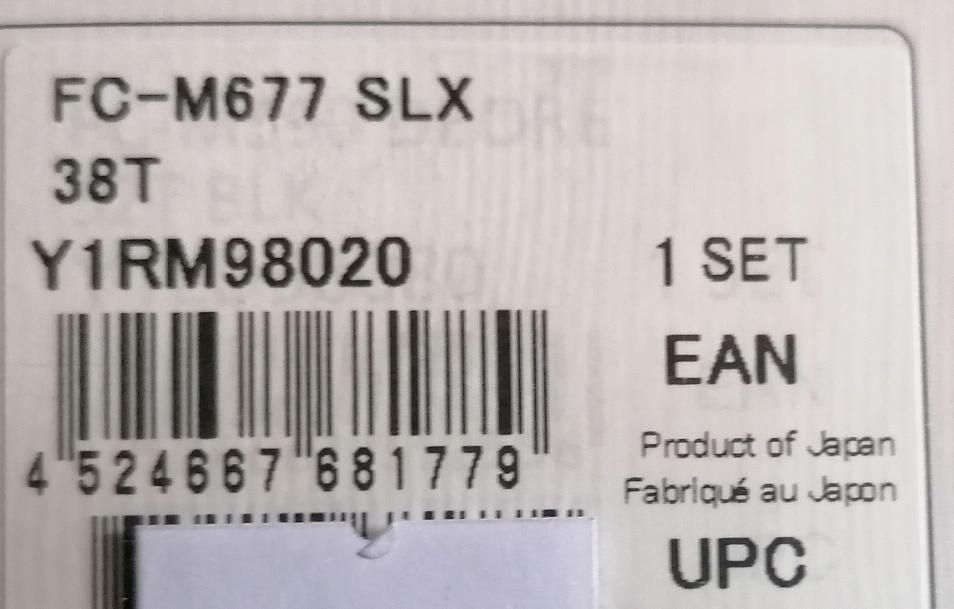 FC-M677 SLX
38T
Y1RM98020
1 SET
4 524667 681779
EAN
Product of Japan
Fabriqué au Japon
UPC